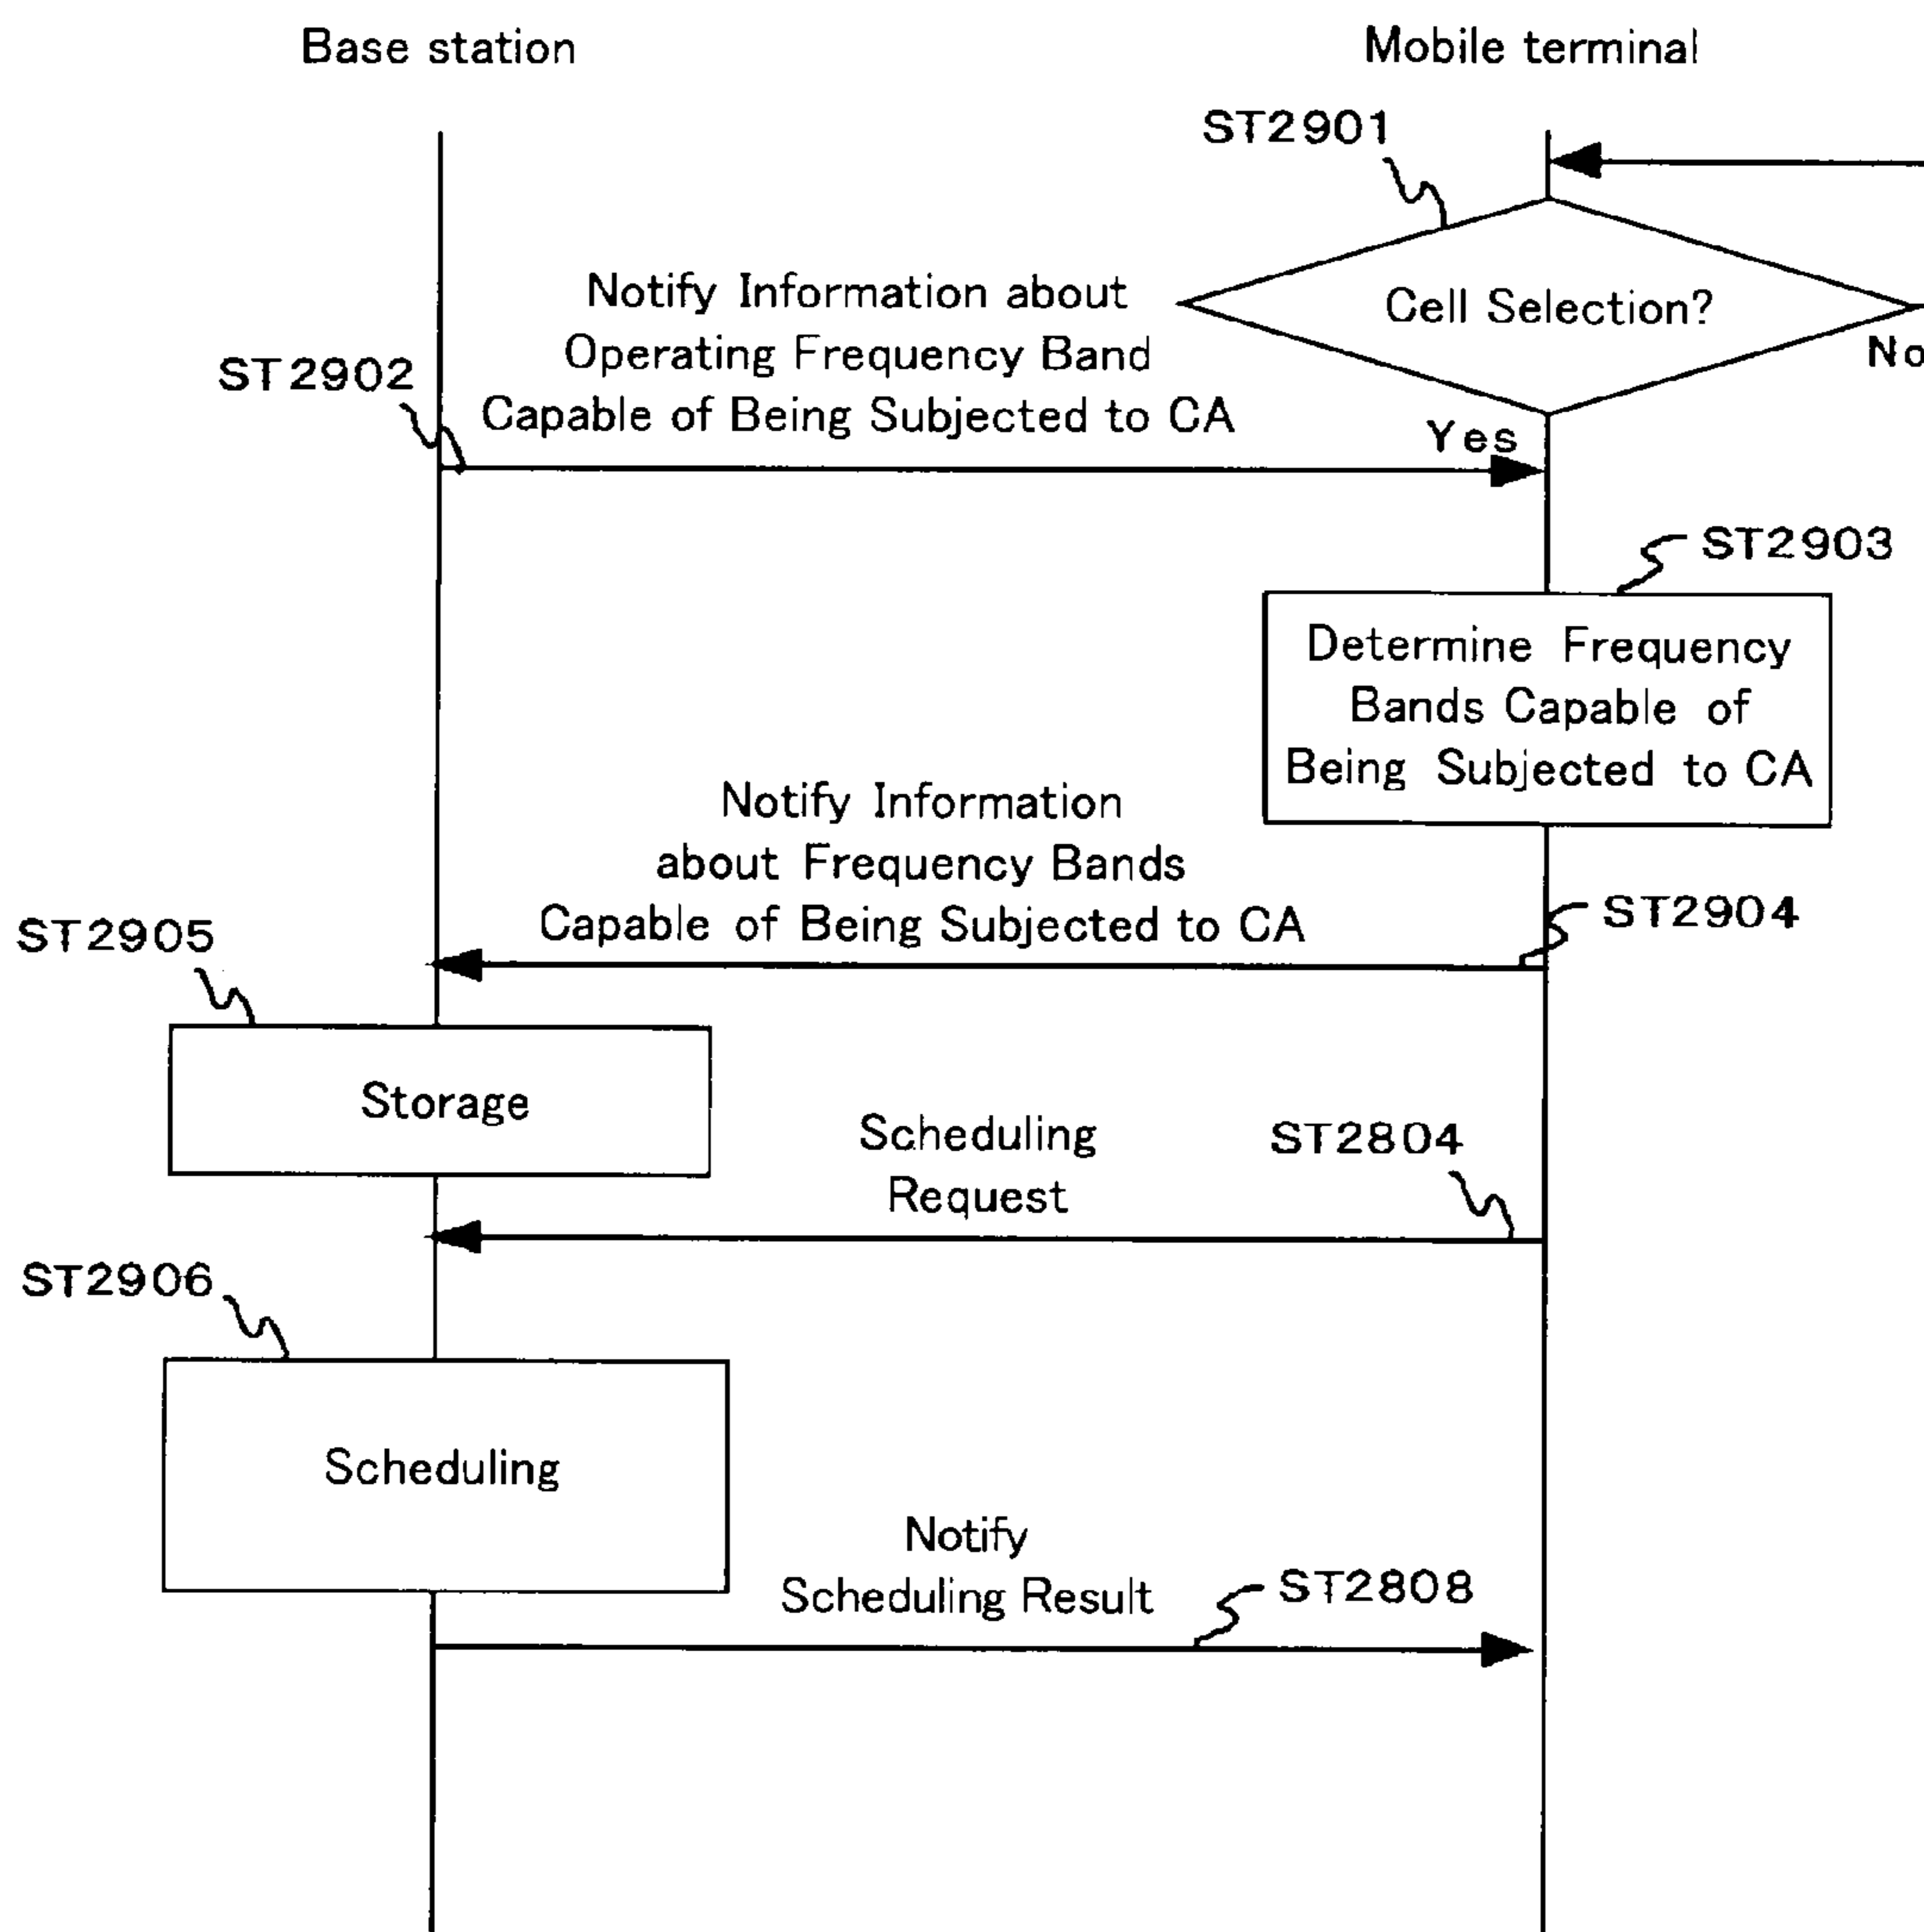 Base station
Mobile terminal
ST2901
Cell Selection?
No
Notify Information about
Operating Frequency Band
Capable of Being Subjected to CA
ST2902
Yes
ST2903
Determine Frequency
Bands Capable of
Being Subjected to CA
Notify Information
about Frequency Bands
Capable of Being Subjected to CA
ST2904
ST2905
Storage
Scheduling
Request
ST2804
ST2906
Scheduling
Notify
Scheduling Result
ST2808